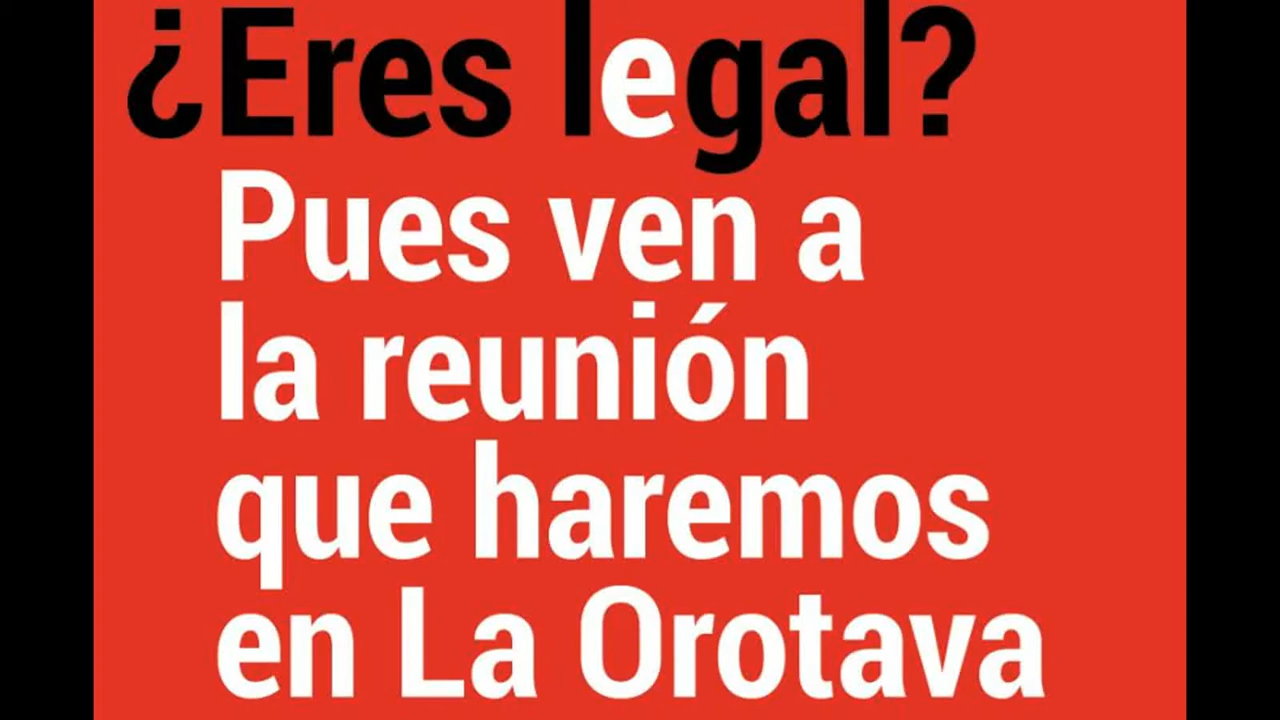 ¿Eres legal?
Pues ven a
la reunión
que haremos
en La Orotava